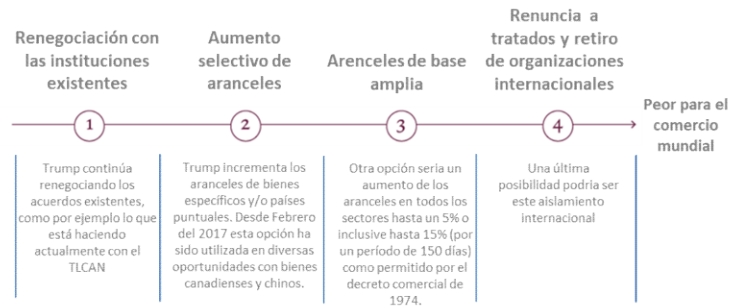 Renegociación con
las instituciones
existentes
Aumento
selectivo de
aranceles
Arenceles de base
amplia
Renuncia a
tratados y retiro
de organizaciones
internacionales
1
2
3
4
Peor para el
comercio
mundial
Trump continúa
renegociando los
acuerdos existentes,
como por ejemplo lo que
está haciendo
actualmente con el
TLCAN
Trump incrementa los
aranceles de bienes
específicos y/o países
puntuales. Desde Febrero
del 2017 esta opción ha
sido utilizada en diversas
oportunidades con bienes
canadienses y chinos.
Otra opción seria un
aumento de los
aranceles en todos los
sectores hasta un 5% o
inclusive hasta 15% (por
un período de 150 días)
como permitido por el
decreto comercial de
1974.
Una última
posibilidad podria ser
este aislamiento
internacional